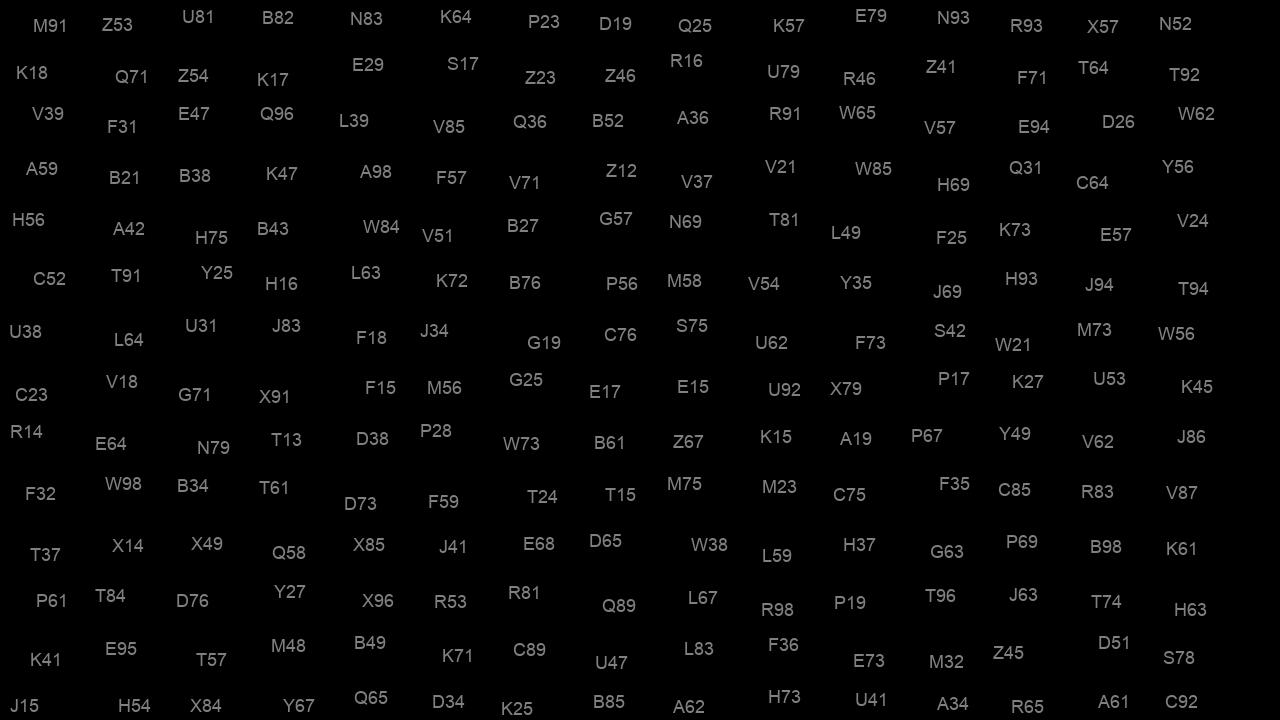 M91 Z53 U81 B82 N83 K64 P23 D19 Q25 K57 E79 N93 R93 X57 N52
K18 Q71 Z54 K17 E29 S17 Z23 Z46 R16 U79 R46 Z41 F71 T64 T92
V39 F31 E47 Q96 L39 V85 Q36 B52 A36 R91 W65 V57 E94 D26 W62
A59 B21 B38 K47 A98 F57 V71 Z12 V37 V21 W85 H69 Q31 C64 Y56
H56 A42 H75 B43 W84 V51 B27 G57 N69 T81 L49 F25 K73 E57 V24
C52 T91 Y25 H16 L63 K72 B76 P56 M58 V54 Y35 J69 H93 J94 T94
U38 L64 U31 J83 F18 J34 G19 C76 S75 U62 F73 S42 W21 M73 W56
C23 V18 G71 X91 F15 M56 G25 E17 E15 U92 X79 P17 K27 U53 K45
R14 E64 N79 T13 D38 P28 W73 B61 Z67 K15 A19 P67 Y49 V62 J86
F32 W98 B34 T61 D73 F59 T24 T15 M75 M23 C75 F35 C85 R83 V87
T37 X14 X49 Q58 X85 J41 E68 D65 W38 L59 H37 G63 P69 B98 K61
P61 T84 D76 Y27 X96 R53 R81 Q89 L67 R98 P19 T96 J63 T74 H63
K41 E95 T57 M48 B49 K71 C89 U47 L83 F36 E73 M32 Z45 D51 S78
J15 H54 X84 Y67 Q65 D34 K25 B85 A62 H73 U41 A34 R65 A61 C92